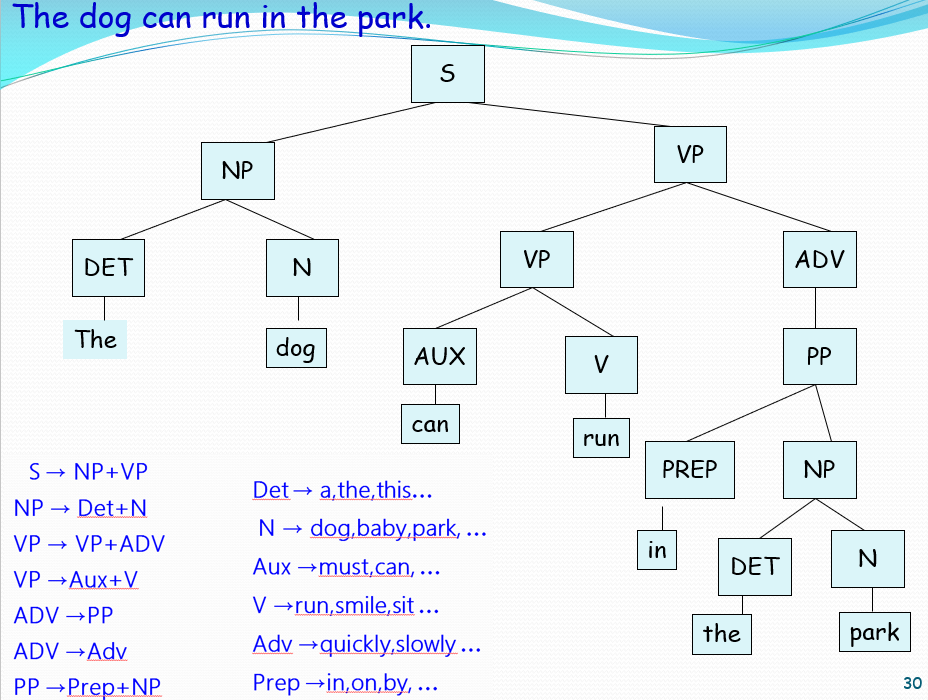 The dog can run in the park.
S
NP
VP
DET
N
VP
ADV
The
dog
AUX
V
PP
can
run
PREP
NP
in
DET
N
the
park
S → NP+VP
NP → Det+N
VP → VP+ADV
VP →Aux+V
ADV →PP
ADV →Adv
PP →Prep+NP
Det → a,the,this...
N → dog,baby,park, ...
Aux →must,can, ...
V →run,smile,sit ...
Adv →quickly,slowly ...
Prep →in,on,by, ...
30